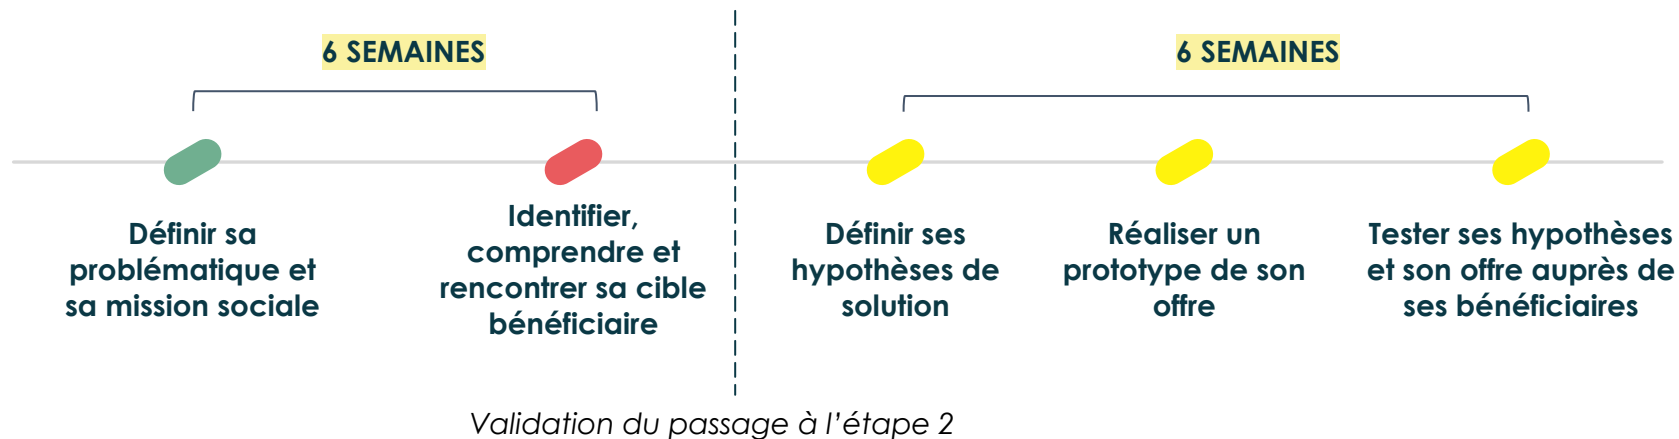 6 SEMAINES
6 SEMAINES
Définir sa
problématique et
sa mission sociale
Identifier,
comprendre et
rencontrer sa cible
bénéficiaire
Définir ses
hypothèses de
solution
Réaliser un
prototype de son
offre
Tester ses hypothèses
et son offre auprès de
ses bénéficiaires
Validation du passage à l’étape 2